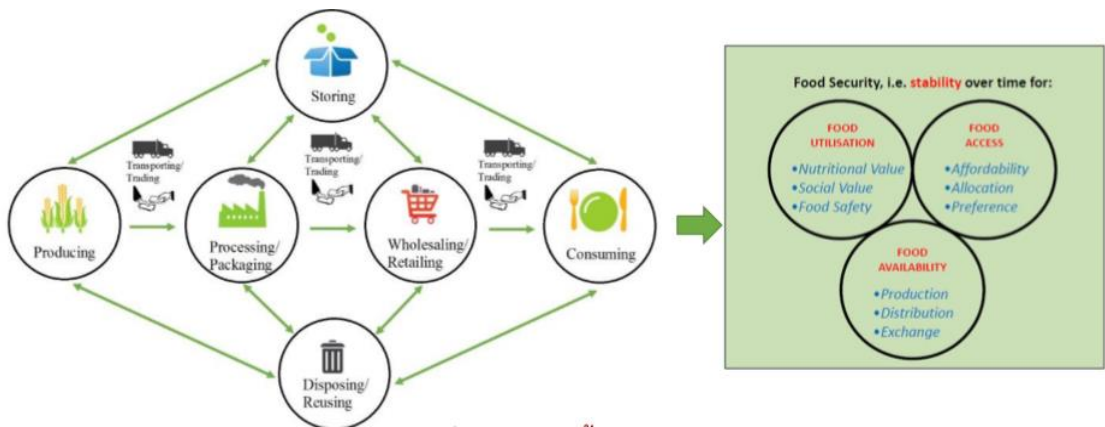 Storing
Transporting/
Trading
Transporting/
Trading
Transporting/
Trading
Producing
Processing/
Packaging
Wholesaling/
Retailing
Consuming
Disposing/
Reusing
Food Security, i.e. stability over time for:
FOOD
UTILISATION
•Nutritional Value
•Social Value
•Food Safety
FOOD
ACCESS
•Affordability
•Allocation
•Preference
FOOD
AVAILABILITY
•Production
•Distribution
•Exchange